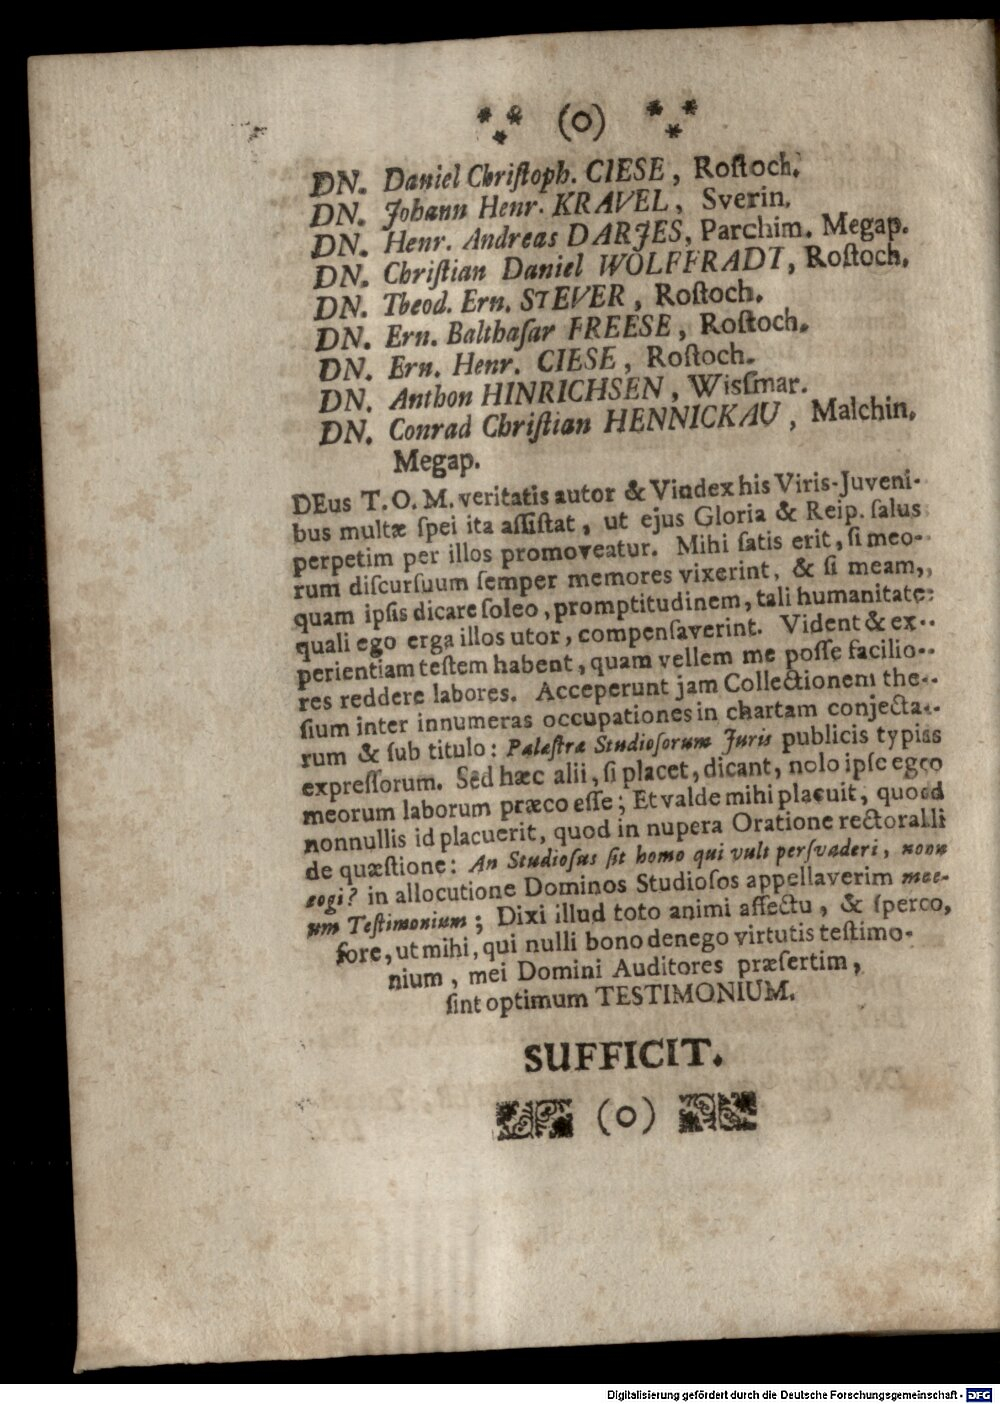 (o)
DN. Daniel Christoph. CIESE, Rostoch.
DN. Johann Henr. KRAVEL, Sverin.
DN. Henr. Andreas DARJES, Parchim. Megap.
DN. Christian Daniel WOLFFRADT, Rostoch.
DN. Theod. Ern. STEVER, Rostoch.
DN. Ern. Balthaſar FREESE, Roſtoch.
DN. Ern. Henr. CIESE, Roſtoch.
DN. Anthon HINRICHSEN, Wisſmar.
DN. Conrad Chriſtian HENNICKAU, Malchin,
Megap.
DEus T. O. M. veritatis autor & Vindex his Viris-Juveni-
bus multæ ſpei ita aſſiſtat, ut ejus Gloria & Reip. ſalus
perpetim per illos promoveatur. Mihi ſatis erit, ſi meo-
rum diſcurſuum ſemper memores vixerint, & ſi meam,
quam ipſis dicare ſoleo, promptitudinem, tali humanitate:
quali ego erga illos utor, compenſaverint. Vident & ex-
perientiam teſtem habent, quam vellem me poſſe facilio-
res reddere labores. Acceperunt jam Collectionem the-
ſium inter innumeras occupationes in chartam conjecta-
rum & ſub titulo: Palæſtra Studioſorum Juris publicis typis
expreſſorum. Sed hæc alii, ſi placet, dicant, nolo ipſe ego
meorum laborum præco eſſe; Et valde mihi placuit, quod
nonnullis id placuerit, quod in nupera Oratione rectorali
de quæſtione: An Studioſus ſit homo qui vult perſvaderi, non
cogi? in allocutione Dominos Studioſos appellaverim me-
um Teſtimonium; Dixi illud toto animi affectu, & ſpero,
fore, ut mihi, qui nulli bono denego virtutis teſtimo-
nium, mei Domini Auditores præſertim,
ſint optimum TESTIMONIUM.
SUFFICIT.
(o)
Digitalisierung gefördert durch die Deutsche Forschungsgemeinschaft - DFG